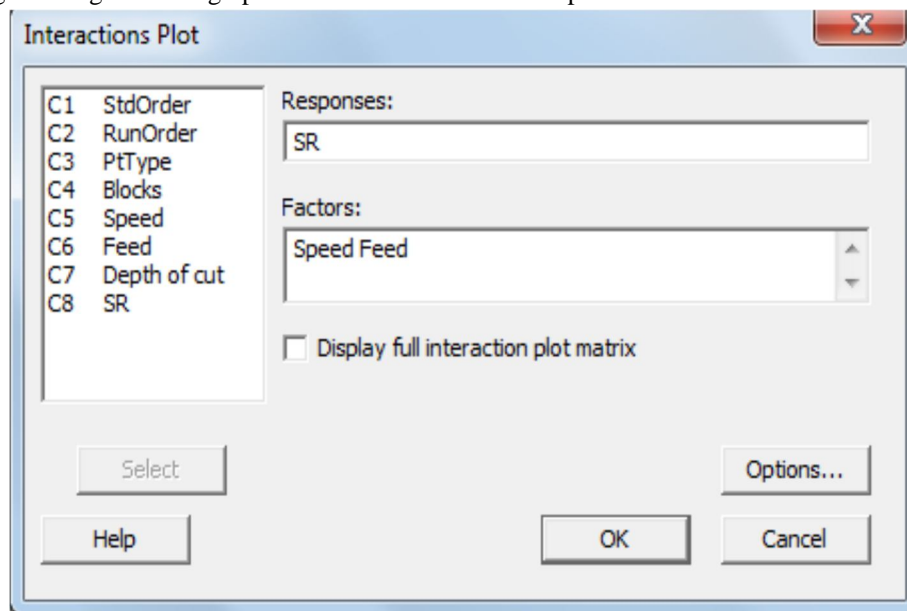 Interactions Plot
C1 StdOrder
C2 RunOrder
C3 PtType
C4 Blocks
C5 Speed
C6 Feed
C7 Depth of cut
C8 SR
Responses:
SR
Factors:
Speed Feed
Display full interaction plot matrix
Select
Options...
Help
OK
Cancel